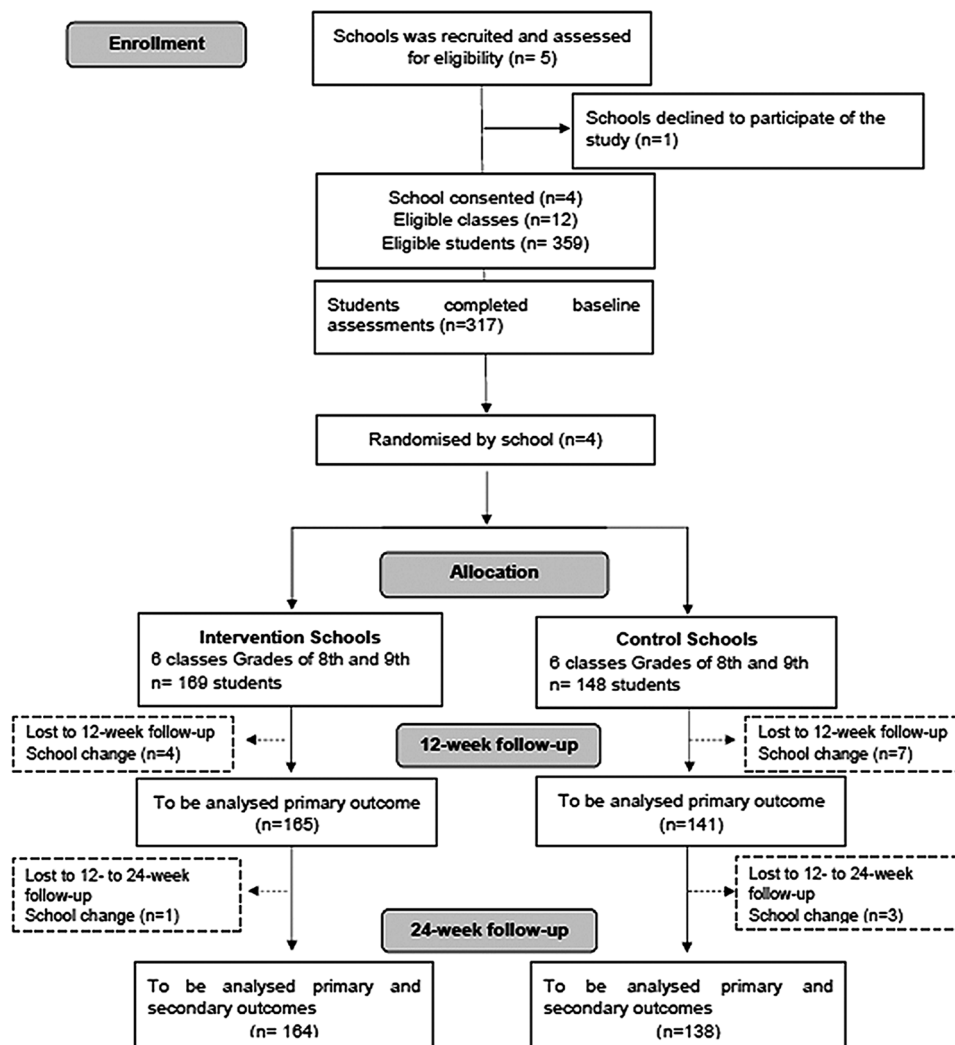 Enrollment
Schools was recruited and assessed
for eligibility (n= 5)
Schools declined to participate of the
study (n=1)
School consented (n=4)
Eligible classes (n=12)
Eligible students (n= 359)
Students completed baseline
assessments (n=317)
Randomised by school (n=4)
Allocation
Intervention Schools
6 classes Grades of 8th and 9th
n= 169 students
Control Schools
6 classes Grades of 8th and 9th
n= 148 students
Lost to 12-week follow-up
School change (n=4)
12-week follow-up
Lost to 12-week follow-up
School change (n=7)
To be analysed primary outcome
(n=165)
To be analysed primary outcome
(n=141)
Lost to 12- to 24-week
follow-up
School change (n=1)
Lost to 12- to 24-week
follow-up
School change (n=3)
24-week follow-up
To be analysed primary and
secondary outcomes
(n= 164)
To be analysed primary and
secondary outcomes
(n=138)